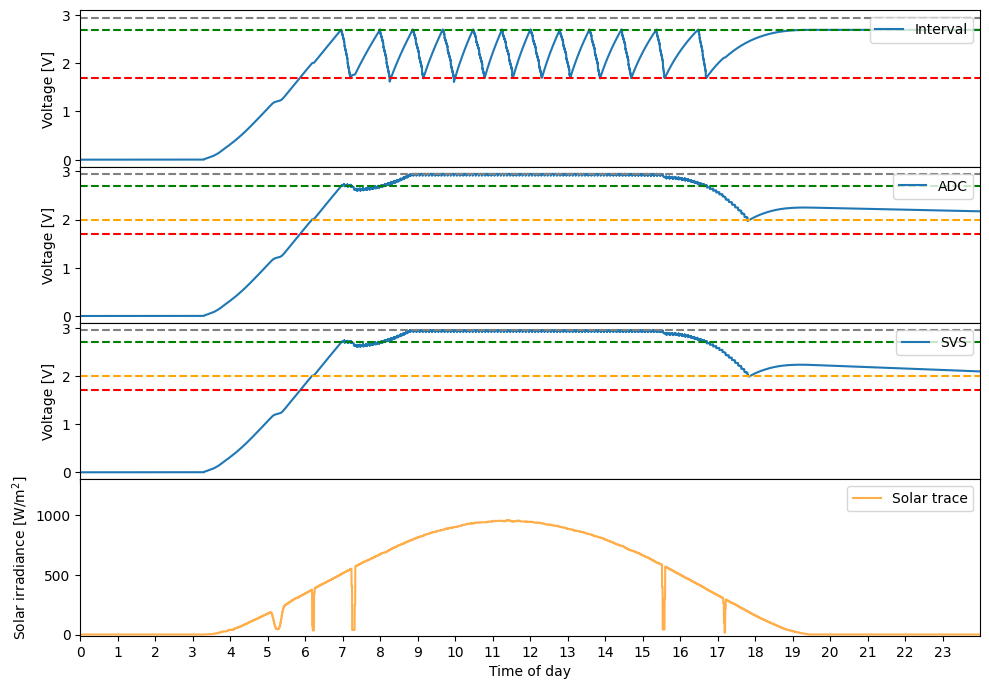 3
2
1
0
Voltage [V]
Interval
3
2
1
0
Voltage [V]
ADC
3
2
1
0
Voltage [V]
SVS
1000
500
0
Solar irradiance [W/m²]
Solar trace
0 1 2 3 4 5 6 7 8 9 10 11 12 13 14 15 16 17 18 19 20 21 22 23
Time of day